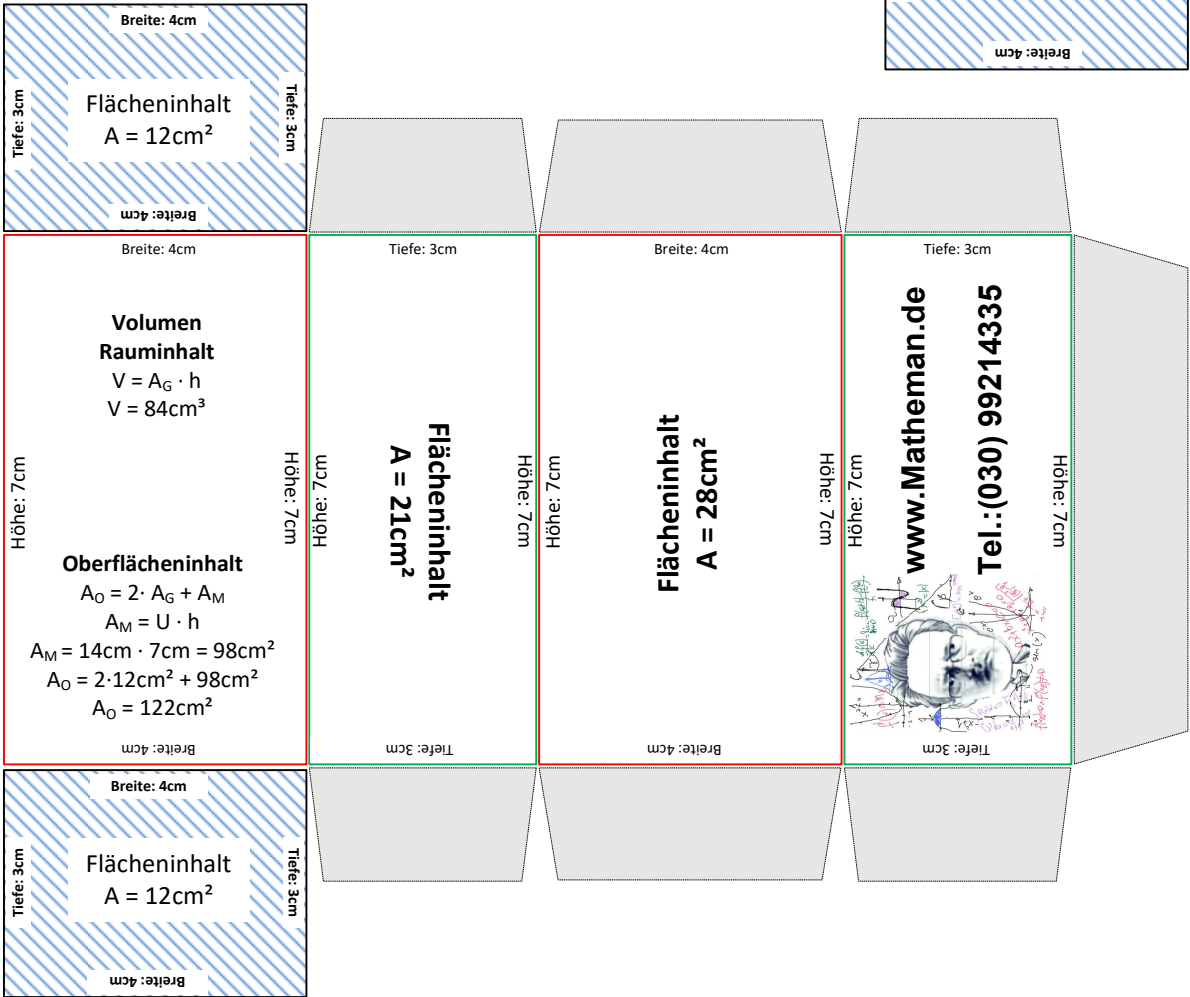 Breite: 4cm
Breite: 4cm
Tiefe: 3cm
Flächeninhalt
A = 12cm²
Tiefe: 3cm
Breite: 4cm
Breite: 4cm
Volumen
Rauminhalt
V = A_G · h
V = 84cm³
Höhe: 7cm
Höhe: 7cm
Oberflächeninhalt
A_O = 2· A_G + A_M
A_M = U · h
A_M = 14cm · 7cm = 98cm²
A_O = 2·12cm² + 98cm²
A_O = 122cm²
Breite: 4cm
Tiefe: 3cm
Höhe: 7cm
Flächeninhalt
A = 21cm²
Höhe: 7cm
Tiefe: 3cm
Breite: 4cm
Höhe: 7cm
Flächeninhalt
A = 28cm²
Höhe: 7cm
Breite: 4cm
Tiefe: 3cm
Höhe: 7cm
www.Matheman.de
Tel.:(030) 99214335
Höhe: 7cm
Tiefe: 3cm
Breite: 4cm
Tiefe: 3cm
Flächeninhalt
A = 12cm²
Tiefe: 3cm
Breite: 4cm